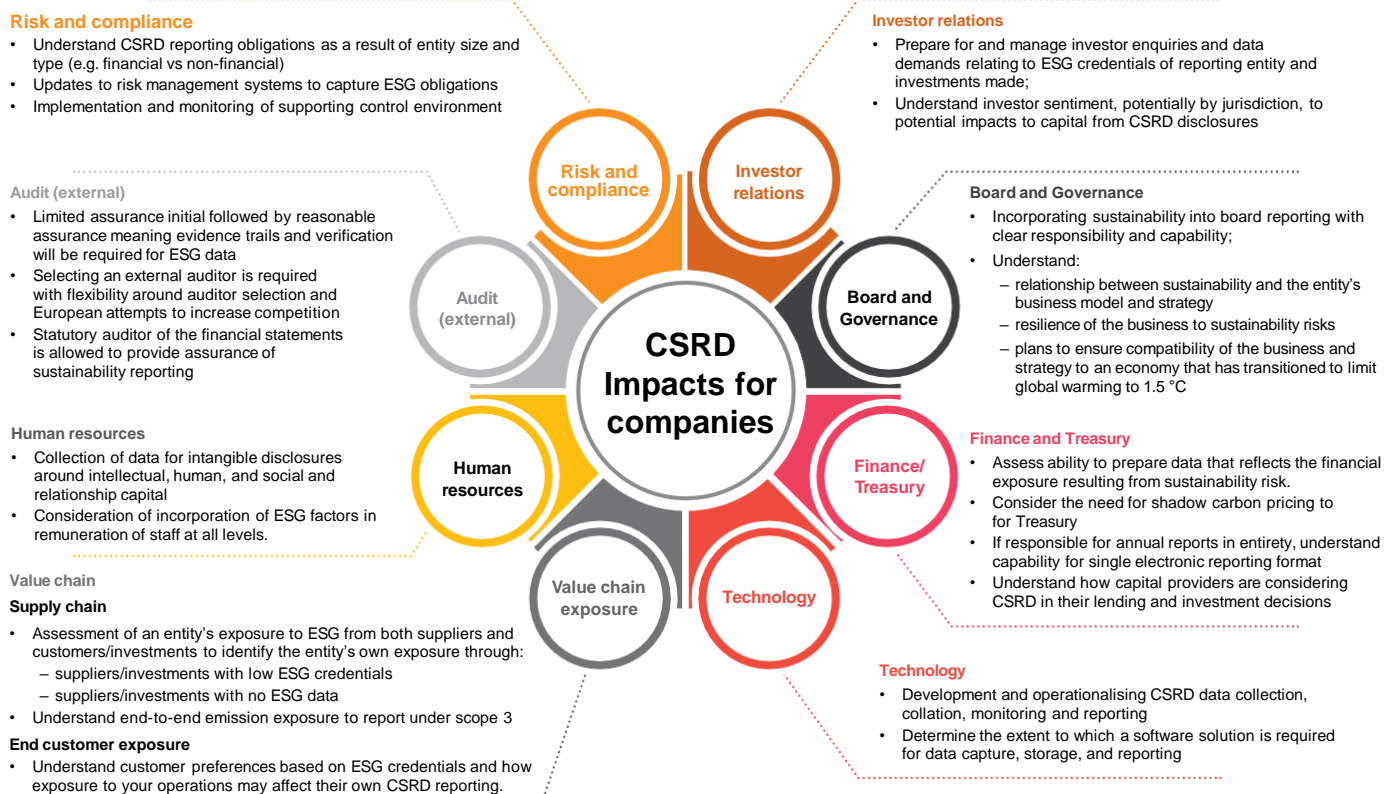 Risk and compliance
• Understand CSRD reporting obligations as a result of entity size and
type (e.g. financial vs non-financial)
• Updates to risk management systems to capture ESG obligations
• Implementation and monitoring of supporting control environment
Investor relations
• Prepare for and manage investor enquiries and data
demands relating to ESG credentials of reporting entity and
investments made;
• Understand investor sentiment, potentially by jurisdiction, to
potential impacts to capital from CSRD disclosures
Audit (external)
• Limited assurance initial followed by reasonable
assurance meaning evidence trails and verification
will be required for ESG data
• Selecting an external auditor is required
with flexibility around auditor selection and
European attempts to increase competition
• Statutory auditor of the financial statements
is allowed to provide assurance of
sustainability reporting
Risk and
compliance
Investor
relations
Audit
(external)
Board and
Governance
CSRD
Impacts for
companies
Human
resources
Finance/
Treasury
Value chain
exposure
Technology
Board and Governance
• Incorporating sustainability into board reporting with
clear responsibility and capability;
• Understand:
– relationship between sustainability and the entity's
business model and strategy
– resilience of the business to sustainability risks
– plans to ensure compatibility of the business and
strategy to an economy that has transitioned to limit
global warming to 1.5 °C
Human resources
• Collection of data for intangible disclosures
around intellectual, human, and social and
relationship capital
• Consideration of incorporation of ESG factors in
remuneration of staff at all levels.
Finance and Treasury
• Assess ability to prepare data that reflects the financial
exposure resulting from sustainability risk.
• Consider the need for shadow carbon pricing to
for Treasury
• If responsible for annual reports in entirety, understand
capability for single electronic reporting format
• Understand how capital providers are considering
CSRD in their lending and investment decisions
Value chain
Supply chain
• Assessment of an entity's exposure to ESG from both suppliers and
customers/investments to identify the entity's own exposure through:
– suppliers/investments with low ESG credentials
– suppliers/investments with no ESG data
• Understand end-to-end emission exposure to report under scope 3
End customer exposure
• Understand customer preferences based on ESG credentials and how
exposure to your operations may affect their own CSRD reporting.
Technology
• Development and operationalising CSRD data collection,
collation, monitoring and reporting
• Determine the extent to which a software solution is required
for data capture, storage, and reporting